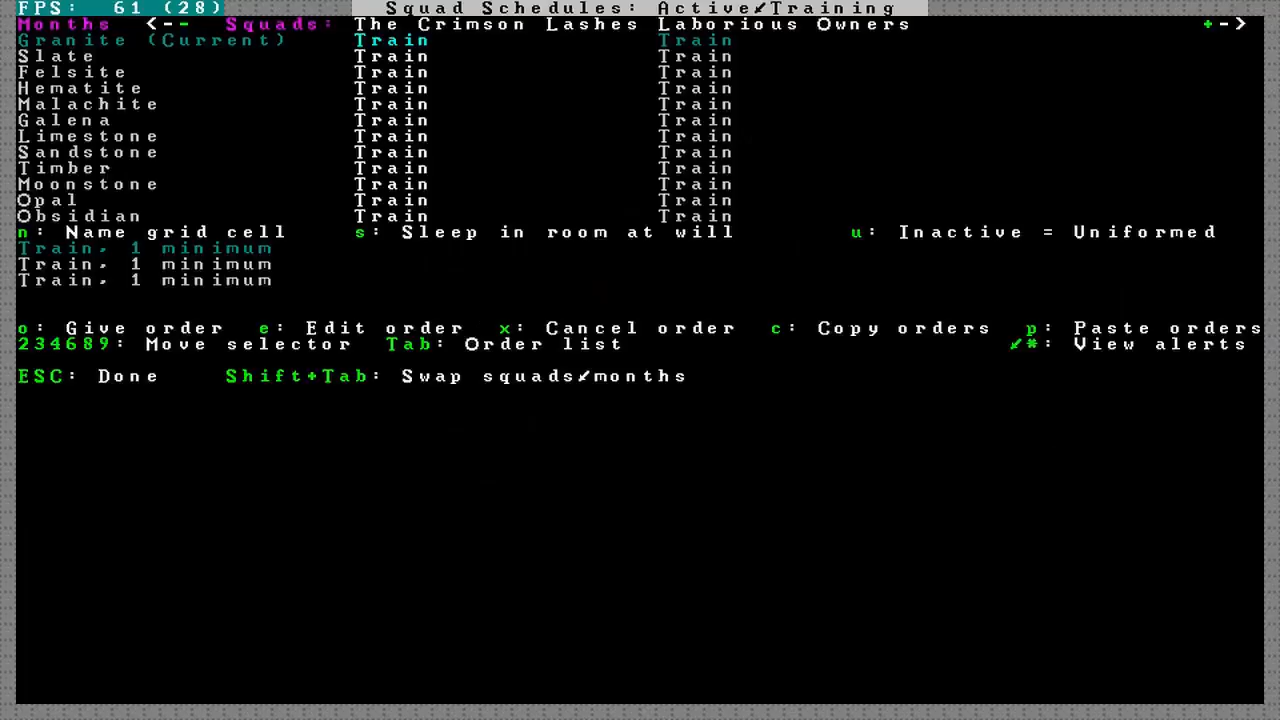 FPS: 61 (28) Squad Schedules: Active/Training
Months <-- Squads: The Crimson Lashes Laborious Owners +->
Granite (Current) Train Train
Slate Train Train
Felsite Train Train
Hematite Train Train
Malachite Train Train
Galena Train Train
Limestone Train Train
Sandstone Train Train
Timber Train Train
Moonstone Train Train
Opal Train Train
Obsidian Train Train
n: Name grid cell s: Sleep in room at will u: Inactive = Uniformed
Train, 1 minimum
Train, 1 minimum
Train, 1 minimum
o: Give order e: Edit order x: Cancel order c: Copy orders p: Paste orders
234689: Move selector Tab: Order list /*: View alerts
ESC: Done Shift+Tab: Swap squads/months